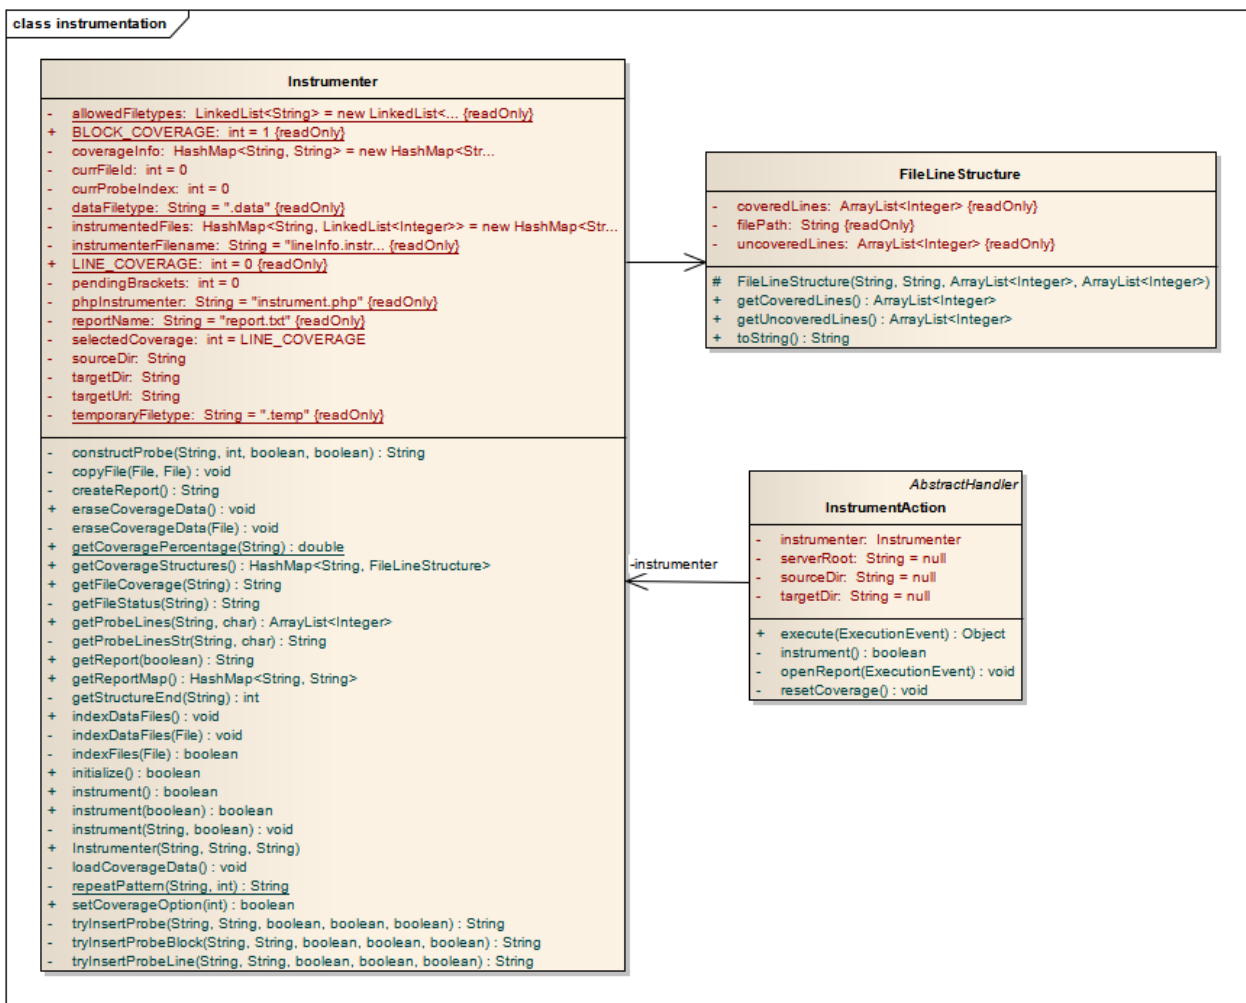 class instrumentation
Instrumenter
- allowedFiletypes: LinkedList<String> = new LinkedList<... {readOnly}
+ BLOCK_COVERAGE: int = 1 {readOnly}
- coverageInfo: HashMap<String, String> = new HashMap<Str...
- currFileId: int = 0
- currProbeIndex: int = 0
- dataFiletype: String = ".data" {readOnly}
- instrumentedFiles: HashMap<String, LinkedList<Integer>> = new HashMap<Str...
- instrumenterFilename: String = "lineInfo.instr... {readOnly}
+ LINE_COVERAGE: int = 0 {readOnly}
- pendingBrackets: int = 0
- phpInstrumenter: String = "instrument.php" {readOnly}
- reportName: String = "report.txt" {readOnly}
- selectedCoverage: int = LINE_COVERAGE
- sourceDir: String
- targetDir: String
- targetUrl: String
- temporaryFiletype: String = ".temp" {readOnly}
- constructProbe(String, int, boolean, boolean) : String
- copyFile(File, File) : void
- createReport() : String
+ eraseCoverageData() : void
- eraseCoverageData(File) : void
+ getCoveragePercentage(String) : double
+ getCoverageStructures() : HashMap<String, FileLineStructure>
+ getFileCoverage(String) : String
- getFileStatus(String) : String
+ getProbeLines(String, char) : ArrayList<Integer>
- getProbeLinesStr(String, char) : String
+ getReport(boolean) : String
+ getReportMap() : HashMap<String, String>
- getStructureEnd(String) : int
+ indexDataFiles() : void
- indexDataFiles(File) : void
- indexFiles(File) : boolean
+ initialize() : boolean
+ instrument() : boolean
+ instrument(boolean) : boolean
- instrument(String, boolean) : void
+ Instrumenter(String, String, String)
- loadCoverageData() : void
- repeatPattern(String, int) : String
+ setCoverageOption(int) : boolean
- tryInsertProbe(String, String, boolean, boolean, boolean) : String
- tryInsertProbeBlock(String, String, boolean, boolean, boolean) : String
- tryInsertProbeLine(String, String, boolean, boolean, boolean) : String
FileLineStructure
- coveredLines: ArrayList<Integer> {readOnly}
- filePath: String {readOnly}
- uncoveredLines: ArrayList<Integer> {readOnly}
# FileLineStructure(String, String, ArrayList<Integer>, ArrayList<Integer>)
+ getCoveredLines() : ArrayList<Integer>
+ getUncoveredLines() : ArrayList<Integer>
+ toString() : String
-instrumenter
AbstractHandler
InstrumentAction
- instrumenter: Instrumenter
- serverRoot: String = null
- sourceDir: String = null
- targetDir: String = null
+ execute(ExecutionEvent) : Object
- instrument() : boolean
- openReport(ExecutionEvent) : void
- resetCoverage() : void